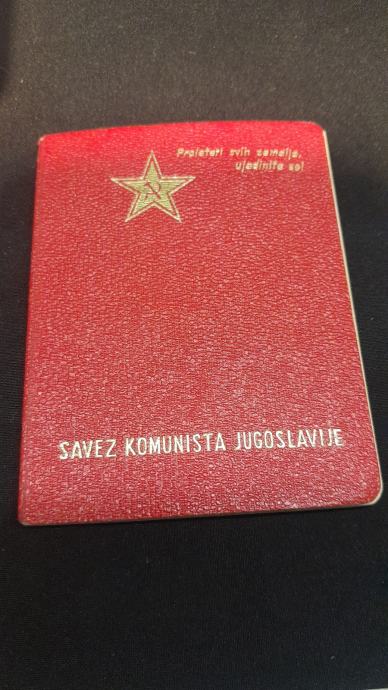 Proleteri svih zemalja,
ujedinite se!
SAVEZ KOMUNISTA JUGOSLAVIJE